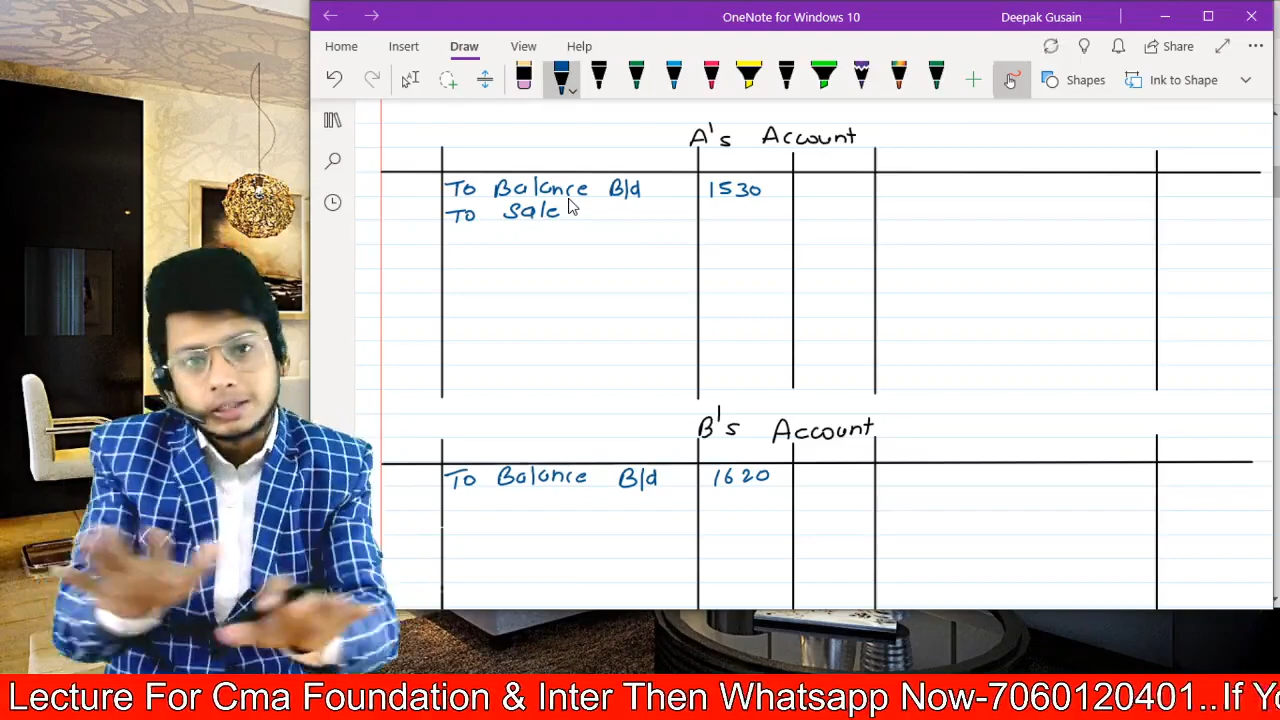 OneNote for Windows 10
Deepak Gusain
Home Insert Draw View Help
Share
Shapes
Ink to Shape
A's Account
To Balance B/d 1530
To Sale
B's Account
To Balance B/d 1620
Lecture For Cma Foundation & Inter Then Whatsapp Now-7060120401..If Yo